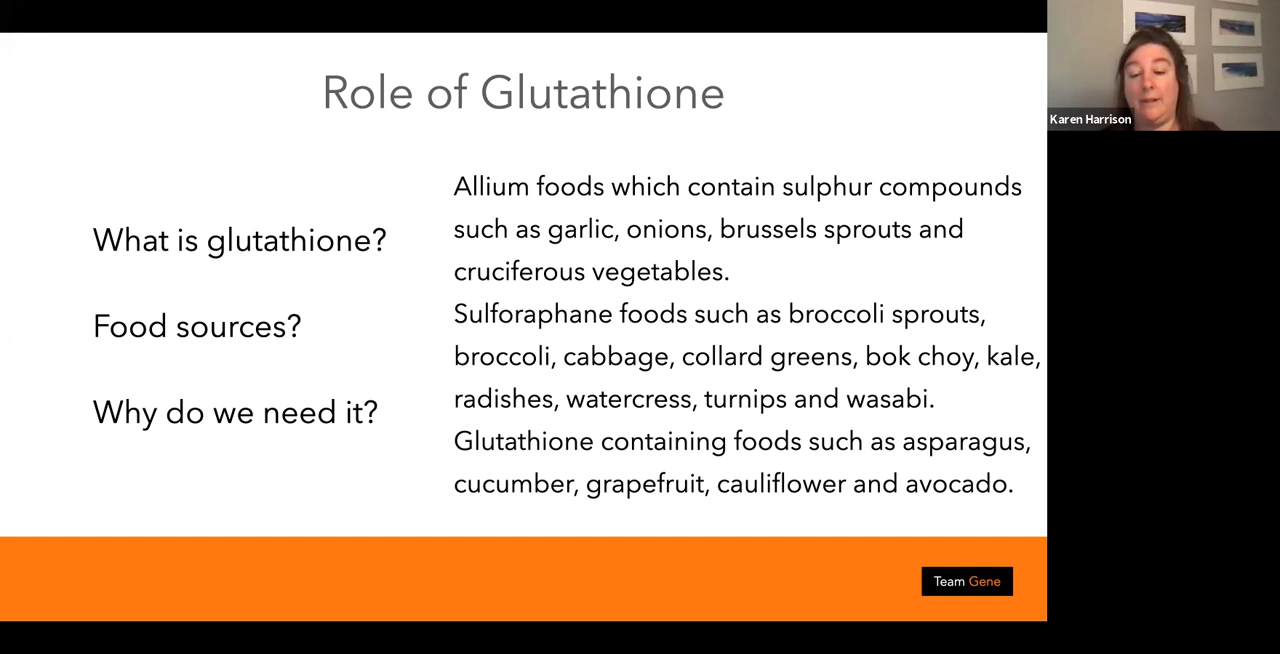 Role of Glutathione
What is glutathione?
Food sources?
Why do we need it?
Allium foods which contain sulphur compounds
such as garlic, onions, brussels sprouts and
cruciferous vegetables.
Sulforaphane foods such as broccoli sprouts,
broccoli, cabbage, collard greens, bok choy, kale,
radishes, watercress, turnips and wasabi.
Glutathione containing foods such as asparagus,
cucumber, grapefruit, cauliflower and avocado.
Team Gene
Karen Harrison